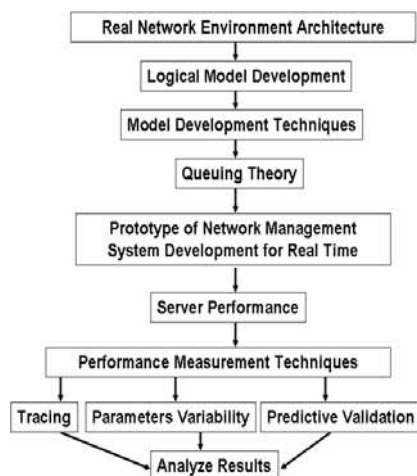 Real Network Environment Architecture
Logical Model Development
Model Development Techniques
Queuing Theory
Prototype of Network Management
System Development for Real Time
Server Performance
Performance Measurement Techniques
Tracing
Parameters Variability
Predictive Validation
Analyze Results